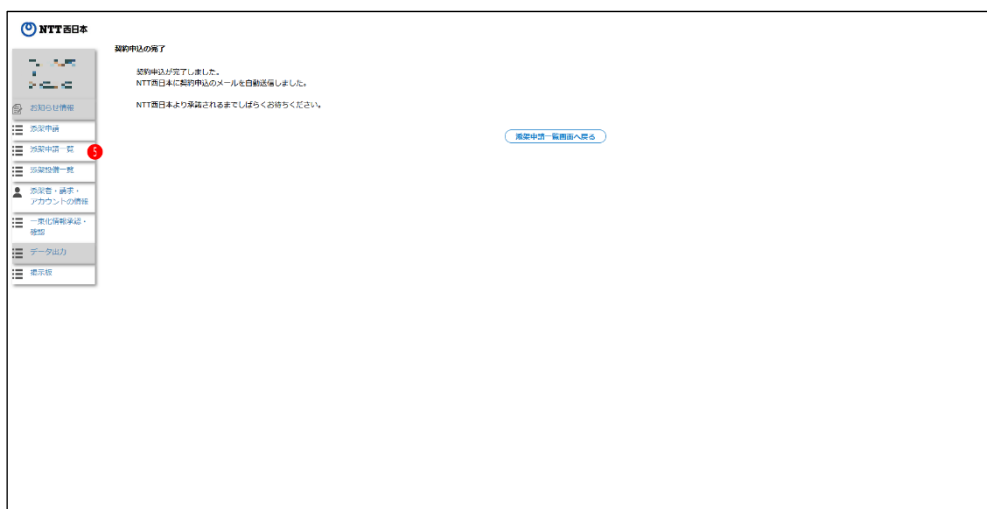 NTT西日本
お知らせ情報
添架申請
添架申請一覧
5
添架設備一覧
添架者・請求・
アカウントの情報
一束化情報承認・
確認
データ出力
掲示板
契約申込の完了
契約申込が完了しました。
NTT西日本に契約申込のメールを自動送信しました。
NTT西日本より承諾されるまでしばらくお待ちください。
添架申請一覧画面へ戻る